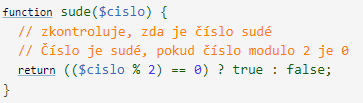 function sude($cislo) {
// zkontroluje, zda je číslo sudé
// Číslo je sudé, pokud číslo modulo 2 je 0
return (($cislo % 2) == 0) ? true : false;
}